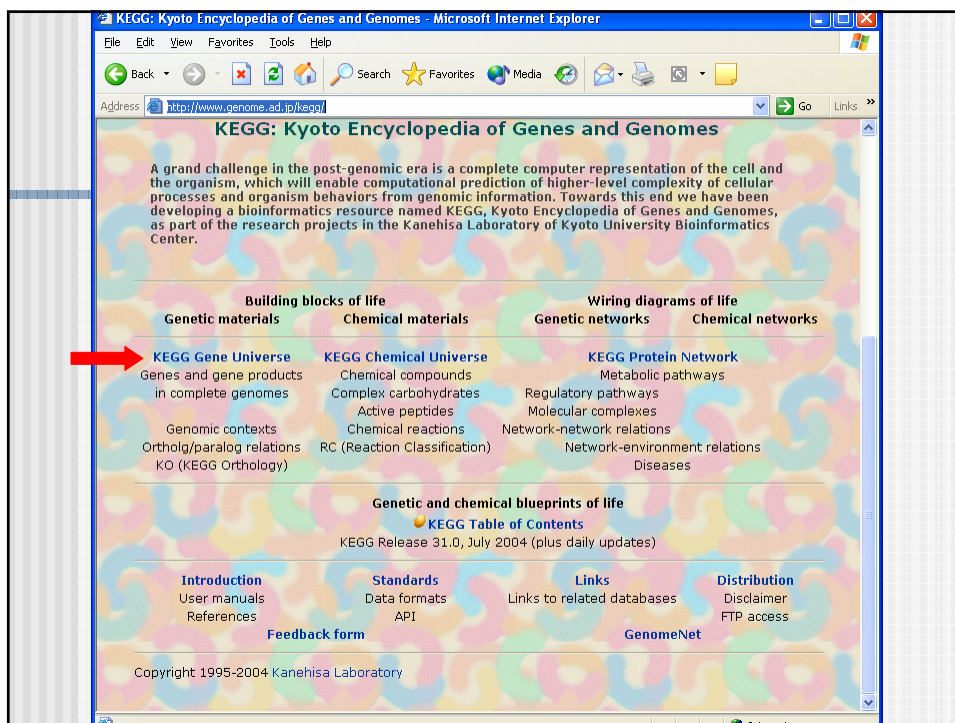 KEGG: Kyoto Encyclopedia of Genes and Genomes - Microsoft Internet Explorer
File Edit View Favorites Tools Help
Back Search Favorites Media
Address http://www.genome.ad.jp/kegg/ Go Links »
KEGG: Kyoto Encyclopedia of Genes and Genomes
A grand challenge in the post-genomic era is a complete computer representation of the cell and
the organism, which will enable computational prediction of higher-level complexity of cellular
processes and organism behaviors from genomic information. Towards this end we have been
developing a bioinformatics resource named KEGG, Kyoto Encyclopedia of Genes and Genomes,
as part of the research projects in the Kanehisa Laboratory of Kyoto University Bioinformatics
Center.
Building blocks of life Wiring diagrams of life
Genetic materials Chemical materials Genetic networks Chemical networks
KEGG Gene Universe KEGG Chemical Universe KEGG Protein Network
Genes and gene products Chemical compounds Metabolic pathways
in complete genomes Complex carbohydrates Regulatory pathways
Active peptides Molecular complexes
Genomic contexts Chemical reactions Network-network relations
Ortholg/paralog relations RC (Reaction Classification) Network-environment relations
KO (KEGG Orthology) Diseases
Genetic and chemical blueprints of life
KEGG Table of Contents
KEGG Release 31.0, July 2004 (plus daily updates)
Introduction Standards Links Distribution
User manuals Data formats Links to related databases Disclaimer
References API FTP access
Feedback form GenomeNet
Copyright 1995-2004 Kanehisa Laboratory